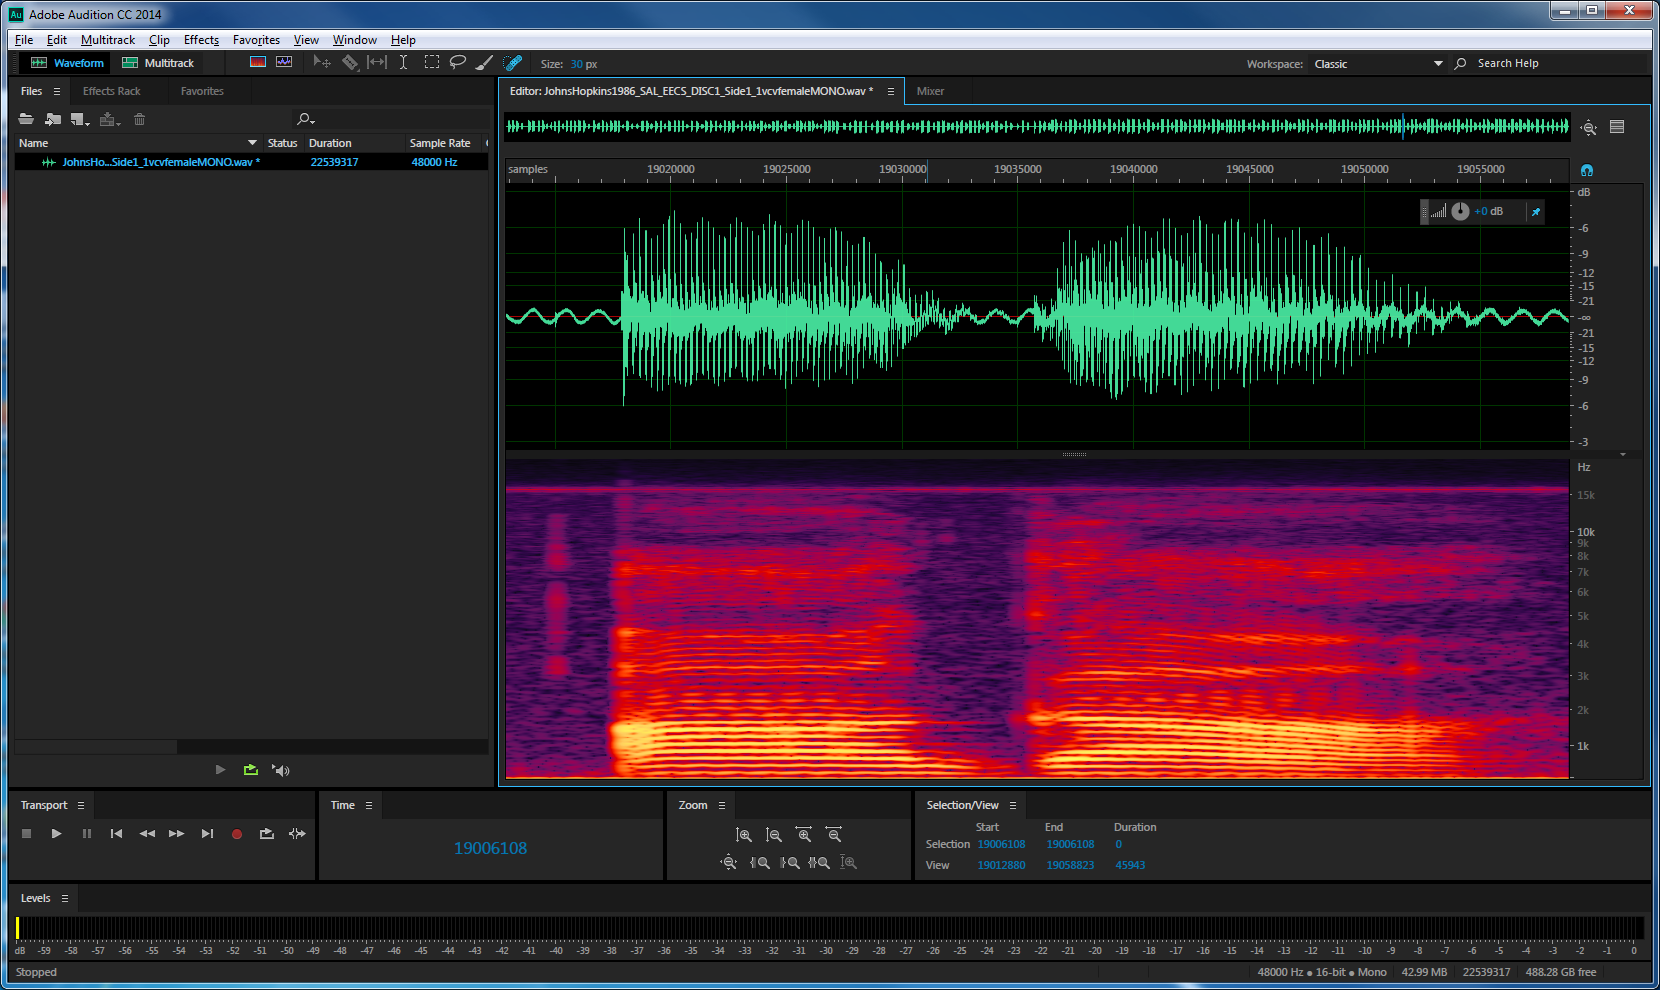 Au Adobe Audition CC 2014
File Edit Multitrack Clip Effects Favorites View Window Help
Waveform Multitrack Size: 30 px Workspace: Classic Search Help
Files Effects Rack Favorites
Editor: JohnsHopkins1986_SAL_EECS_DISC1_Side1_1vcvfemaleMONO.wav * Mixer
Name Status Duration Sample Rate
JohnsHo...Side1_1vcvfemaleMONO.wav * 22539317 48000 Hz
samples 19020000 19025000 19030000 19035000 19040000 19045000 19050000 19055000
dB
+0 dB
-6
-9
-12
-15
-21
-∞
-21
-15
-12
-9
-6
-3
Hz
15k
10k
9k
8k
7k
6k
5k
4k
3k
2k
1k
Transport Time Zoom Selection/View
Start End Duration
19006108
Selection 19006108 19006108 0
View 19012880 19058823 45943
Levels
dB -59 -58 -57 -56 -55 -54 -53 -52 -51 -50 -49 -48 -47 -46 -45 -44 -43 -42 -41 -40 -39 -38 -37 -36 -35 -34 -33 -32 -31 -30 -29 -28 -27 -26 -25 -24 -23 -22 -21 -20 -19 -18 -17 -16 -15 -14 -13 -12 -11 -10 -9 -8 -7 -6 -5 -4 -3 -2 -1 0
Stopped 48000 Hz • 16-bit • Mono 42.99 MB 22539317 488.28 GB free